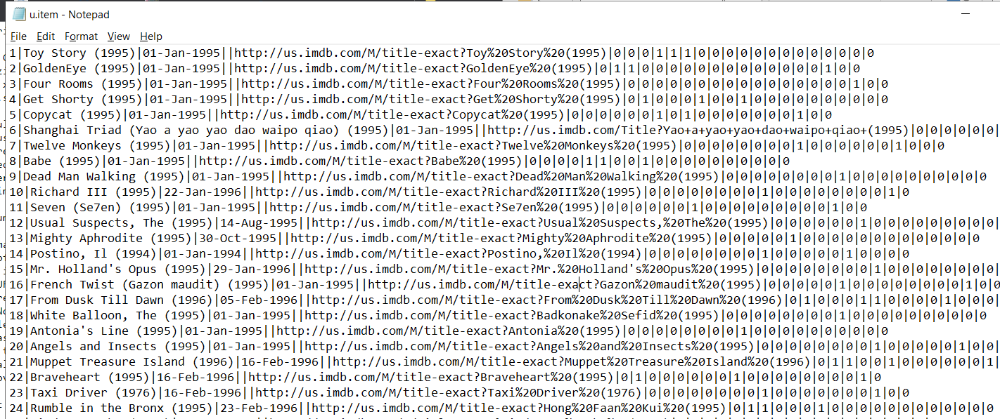 u.item - Notepad
File Edit Format View Help
1|Toy Story (1995)|01-Jan-1995||http://us.imdb.com/M/title-exact?Toy%20Story%20(1995)|0|0|0|1|1|1|0|0|0|0|0|0|0|0|0|0|0|0|0
2|GoldenEye (1995)|01-Jan-1995||http://us.imdb.com/M/title-exact?GoldenEye%20(1995)|0|1|1|0|0|0|0|0|0|0|0|0|0|0|0|0|1|0|0
3|Four Rooms (1995)|01-Jan-1995||http://us.imdb.com/M/title-exact?Four%20Rooms%20(1995)|0|0|0|0|0|0|0|0|0|0|0|0|0|0|0|0|1|0|0
4|Get Shorty (1995)|01-Jan-1995||http://us.imdb.com/M/title-exact?Get%20Shorty%20(1995)|0|1|0|0|0|1|0|0|1|0|0|0|0|0|0|0|0|0|0
5|Copycat (1995)|01-Jan-1995||http://us.imdb.com/M/title-exact?Copycat%20(1995)|0|0|0|0|0|0|1|0|1|0|0|0|0|0|0|0|1|0|0
6|Shanghai Triad (Yao a yao yao dao waipo qiao) (1995)|01-Jan-1995||http://us.imdb.com/Title?Yao+a+yao+yao+dao+waipo+qiao+(1995)|0|0|0|0|0|0|
7|Twelve Monkeys (1995)|01-Jan-1995||http://us.imdb.com/M/title-exact?Twelve%20Monkeys%20(1995)|0|0|0|0|0|0|0|0|1|0|0|0|0|0|0|1|0|0|0
8|Babe (1995)|01-Jan-1995||http://us.imdb.com/M/title-exact?Babe%20(1995)|0|0|0|0|1|1|0|0|1|0|0|0|0|0|0|0|0|0|0
9|Dead Man Walking (1995)|01-Jan-1995||http://us.imdb.com/M/title-exact?Dead%20Man%20Walking%20(1995)|0|0|0|0|0|0|0|0|1|0|0|0|0|0|0|0|0|0|0
10|Richard III (1995)|22-Jan-1996||http://us.imdb.com/M/title-exact?Richard%20III%20(1995)|0|0|0|0|0|0|0|0|1|0|0|0|0|0|0|0|0|1|0
11|Seven (Se7en) (1995)|01-Jan-1995||http://us.imdb.com/M/title-exact?Se7en%20(1995)|0|0|0|0|0|0|1|0|0|0|0|0|0|0|0|0|1|0|0
12|Usual Suspects, The (1995)|14-Aug-1995||http://us.imdb.com/M/title-exact?Usual%20Suspects,%20The%20(1995)|0|0|0|0|0|0|1|0|0|0|0|0|0|0|0|0|
13|Mighty Aphrodite (1995)|30-Oct-1995||http://us.imdb.com/M/title-exact?Mighty%20Aphrodite%20(1995)|0|0|0|0|0|1|0|0|0|0|0|0|0|0|0|0|0|0|0
14|Postino, Il (1994)|01-Jan-1994||http://us.imdb.com/M/title-exact?Postino,%20Il%20(1994)|0|0|0|0|0|0|0|0|1|0|0|0|0|0|1|0|0|0|0
15|Mr. Holland's Opus (1995)|29-Jan-1996||http://us.imdb.com/M/title-exact?Mr.%20Holland's%20Opus%20(1995)|0|0|0|0|0|0|0|0|1|0|0|0|0|0|0|0|0|
16|French Twist (Gazon maudit) (1995)|01-Jan-1995||http://us.imdb.com/M/title-exact?Gazon%20maudit%20(1995)|0|0|0|0|0|1|0|0|0|0|0|0|0|0|1|0|0
17|From Dusk Till Dawn (1996)|05-Feb-1996||http://us.imdb.com/M/title-exact?From%20Dusk%20Till%20Dawn%20(1996)|0|1|0|0|0|1|1|0|0|0|0|1|0|0|0|
18|White Balloon, The (1995)|01-Jan-1995||http://us.imdb.com/M/title-exact?Badkonake%20Sefid%20(1995)|0|0|0|0|0|0|0|0|1|0|0|0|0|0|0|0|0|0|0
19|Antonia's Line (1995)|01-Jan-1995||http://us.imdb.com/M/title-exact?Antonia%20(1995)|0|0|0|0|0|0|0|0|1|0|0|0|0|0|0|0|0|0|0
20|Angels and Insects (1995)|01-Jan-1995||http://us.imdb.com/M/title-exact?Angels%20and%20Insects%20(1995)|0|0|0|0|0|0|0|0|1|0|0|0|0|0|1|0|0|
21|Muppet Treasure Island (1996)|16-Feb-1996||http://us.imdb.com/M/title-exact?Muppet%20Treasure%20Island%20(1996)|0|1|1|0|0|1|0|0|0|0|0|0|1|
22|Braveheart (1995)|16-Feb-1996||http://us.imdb.com/M/title-exact?Braveheart%20(1995)|0|1|0|0|0|0|0|0|1|0|0|0|0|0|0|0|0|1|0
23|Taxi Driver (1976)|16-Feb-1996||http://us.imdb.com/M/title-exact?Taxi%20Driver%20(1976)|0|0|0|0|0|0|0|0|1|0|0|0|0|0|0|0|1|0|0
24|Rumble in the Bronx (1995)|23-Feb-1996||http://us.imdb.com/M/title-exact?Hong%20Faan%20Kui%20(1995)|0|1|1|0|0|0|1|0|0|0|0|0|0|0|0|0|0|0|0